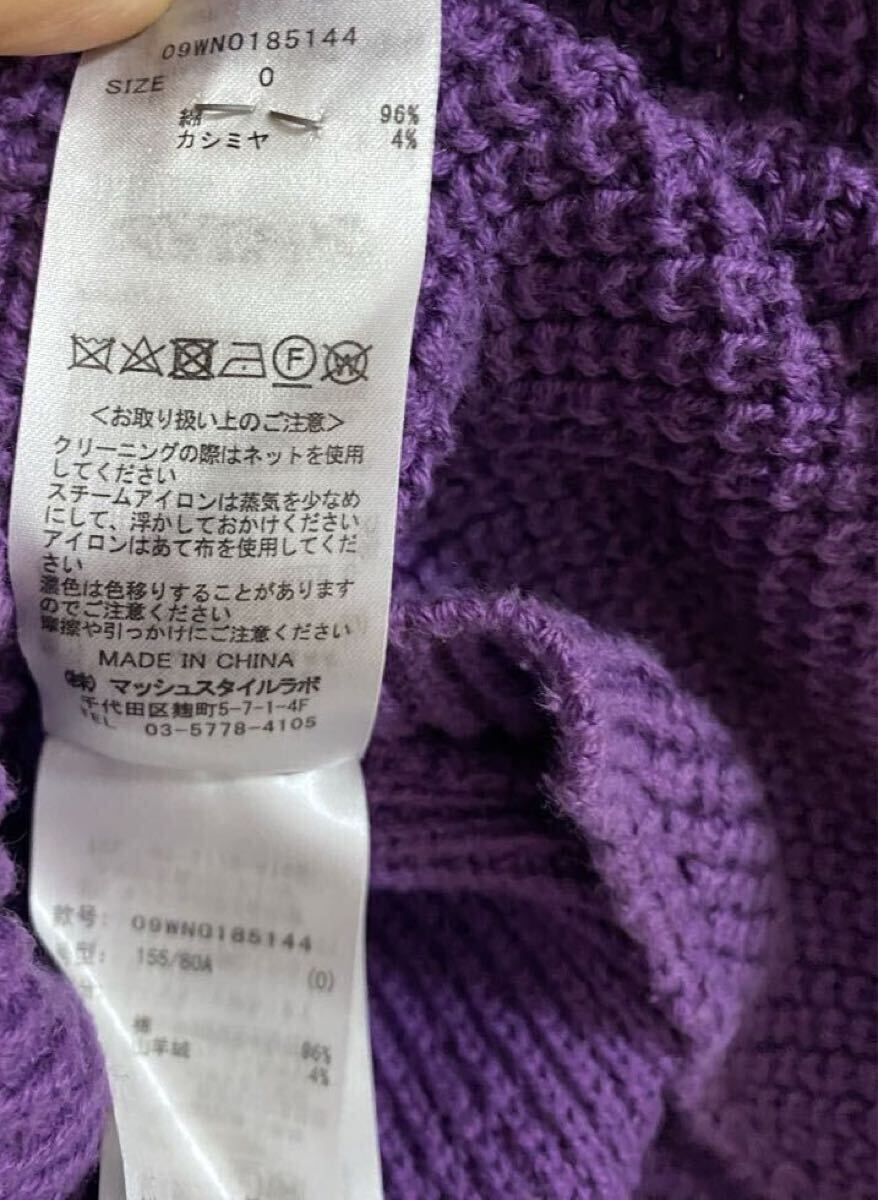 09WNO185144
SIZE 0
綿 96%
カシミヤ 4%
F W
<お取り扱い上のご注意>
クリーニングの際はネットを使用
してください
スチームアイロンは蒸気を少なめ
にして、浮かしておかけください
アイロンはあて布を使用してくだ
さい
濃色は色移りすることがあります
のでご注意ください
摩擦や引っかけにご注意ください
MADE IN CHINA
(株) マッシュスタイルラボ
千代田区麹町5-7-1-4F
TEL 03-5778-4105
款号: 09WNO185144
型: 155/80A (0)
棉 96%
山羊绒 4%